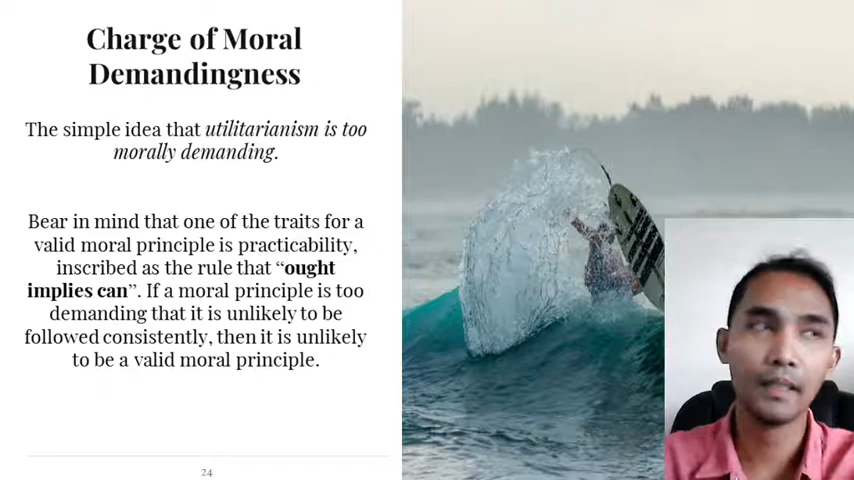 Charge of Moral
Demandingness
The simple idea that utilitarianism is too
morally demanding.
Bear in mind that one of the traits for a
valid moral principle is practicability,
inscribed as the rule that “ought
implies can”. If a moral principle is too
demanding that it is unlikely to be
followed consistently, then it is unlikely
to be a valid moral principle.
24